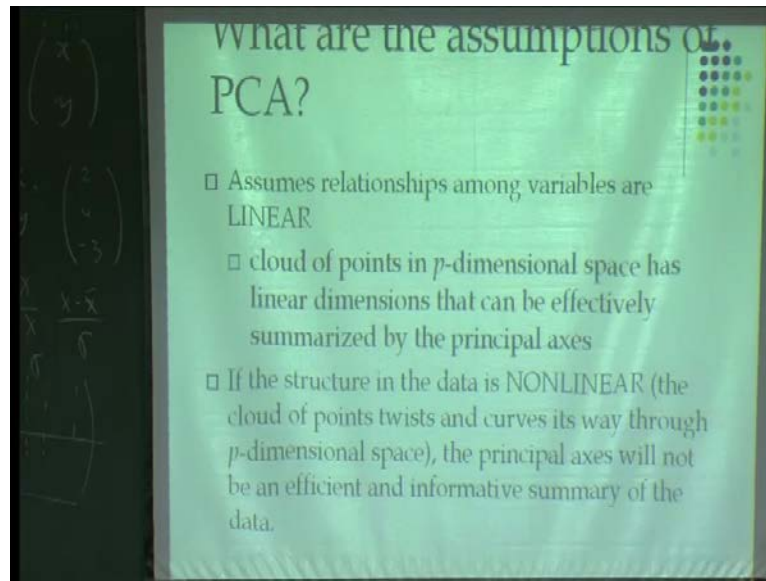 What are the assumptions of
PCA?
Assumes relationships among variables are
LINEAR
cloud of points in p-dimensional space has
linear dimensions that can be effectively
summarized by the principal axes
If the structure in the data is NONLINEAR (the
cloud of points twists and curves its way through
p-dimensional space), the principal axes will not
be an efficient and informative summary of the
data.
x
y
2
4
-3
x-x̄
σ